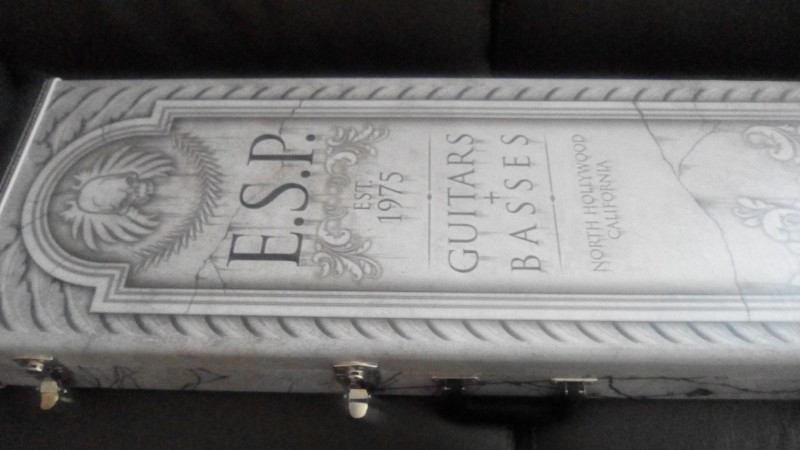 E.S.P.
EST.
1975
GUITARS
+
BASSES
NORTH HOLLYWOOD
CALIFORNIA